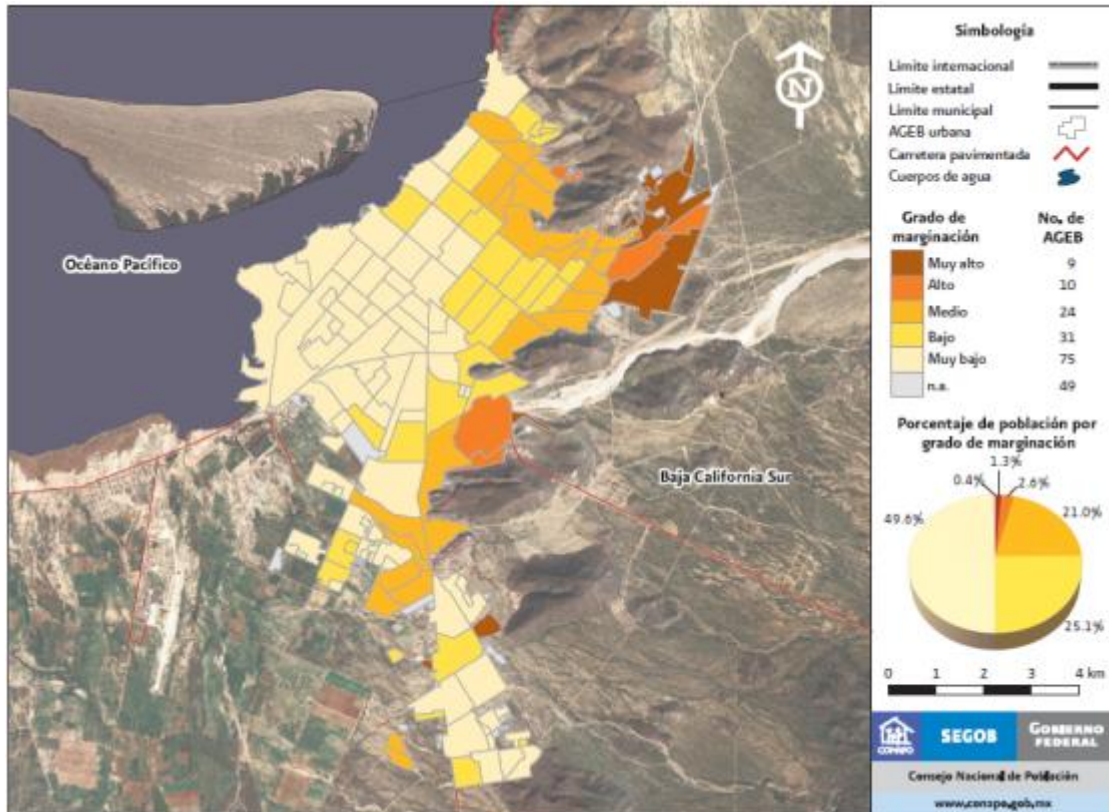 Océano Pacífico
Baja California Sur
N
Simbología
Límite internacional
Límite estatal
Límite municipal
AGEB urbana
Carretera pavimentada
Cuerpos de agua
Grado de marginación No. de AGEB
Muy alto 9
Alto 10
Medio 24
Bajo 31
Muy bajo 75
n.a. 49
Porcentaje de población por
grado de marginación
0.4%
1.3%
2.6%
21.0%
25.1%
49.6%
0 1 2 3 4 km
CONAPO
SEGOB
GOBIERNO
FEDERAL
Consejo Nacional de Población
www.conapo.gob.mx